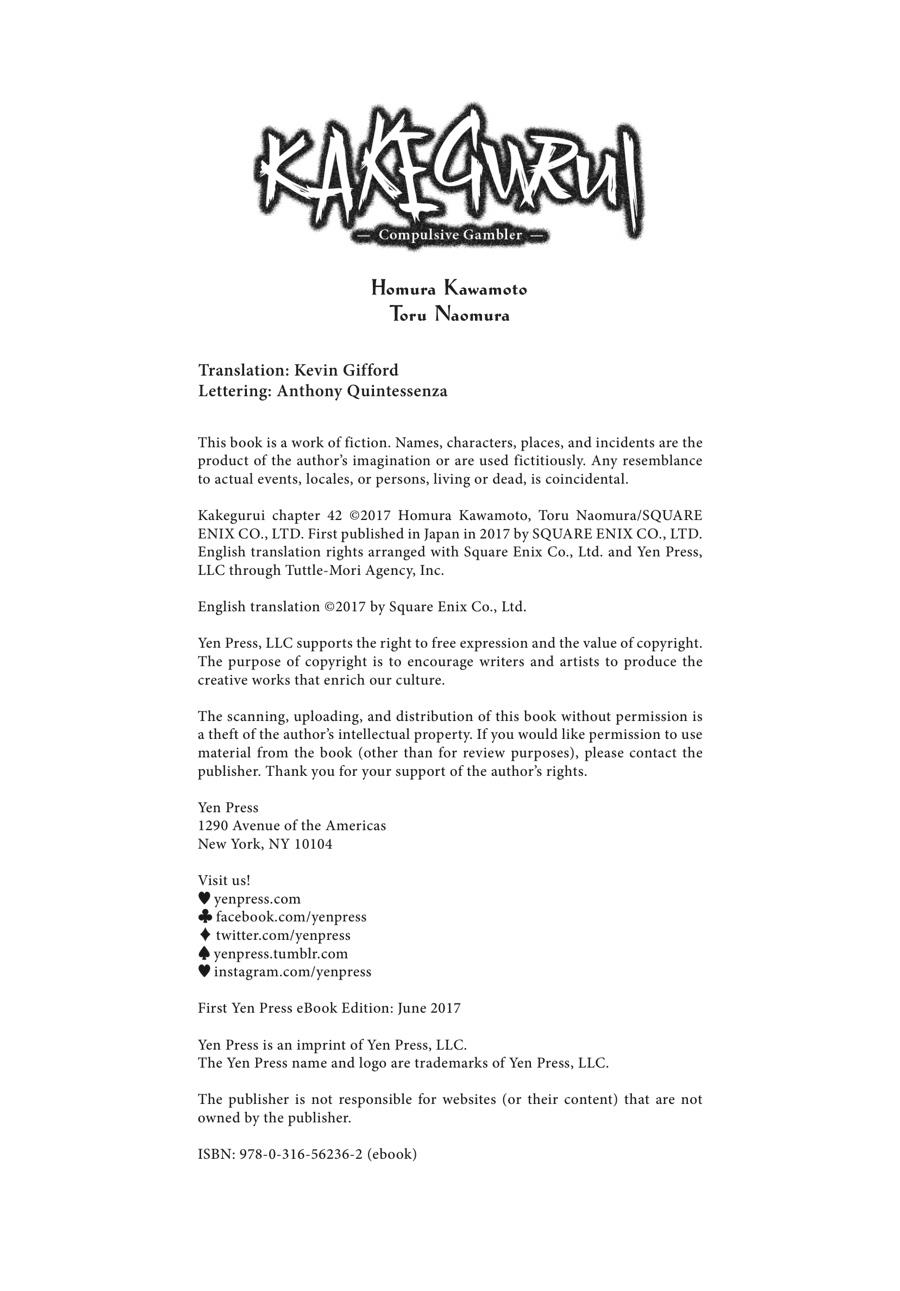 KAKEGURUI
— Compulsive Gambler —
Homura Kawamoto
Toru Naomura
Translation: Kevin Gifford
Lettering: Anthony Quintessenza
This book is a work of fiction. Names, characters, places, and incidents are the
product of the author’s imagination or are used fictitiously. Any resemblance
to actual events, locales, or persons, living or dead, is coincidental.
Kakegurui chapter 42 ©2017 Homura Kawamoto, Toru Naomura/SQUARE
ENIX CO., LTD. First published in Japan in 2017 by SQUARE ENIX CO., LTD.
English translation rights arranged with Square Enix Co., Ltd. and Yen Press,
LLC through Tuttle-Mori Agency, Inc.
English translation ©2017 by Square Enix Co., Ltd.
Yen Press, LLC supports the right to free expression and the value of copyright.
The purpose of copyright is to encourage writers and artists to produce the
creative works that enrich our culture.
The scanning, uploading, and distribution of this book without permission is
a theft of the author’s intellectual property. If you would like permission to use
material from the book (other than for review purposes), please contact the
publisher. Thank you for your support of the author’s rights.
Yen Press
1290 Avenue of the Americas
New York, NY 10104
Visit us!
♥ yenpress.com
♣ facebook.com/yenpress
♦ twitter.com/yenpress
♠ yenpress.tumblr.com
♥ instagram.com/yenpress
First Yen Press eBook Edition: June 2017
Yen Press is an imprint of Yen Press, LLC.
The Yen Press name and logo are trademarks of Yen Press, LLC.
The publisher is not responsible for websites (or their content) that are not
owned by the publisher.
ISBN: 978-0-316-56236-2 (ebook)